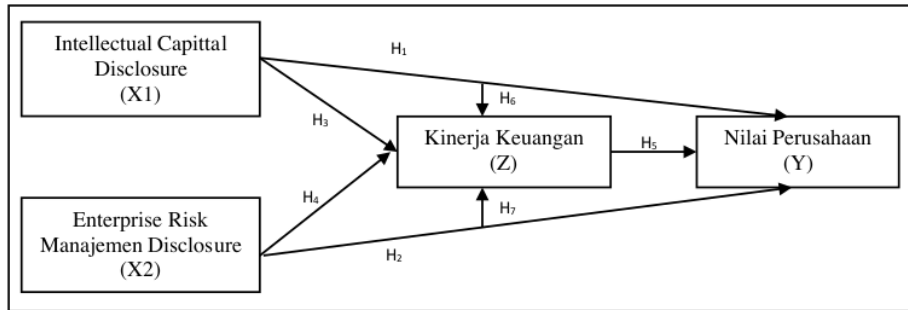 Intellectual Capittal
Disclosure
(X1)
H₁
H₆
H₃
Kinerja Keuangan
(Z)
H₅
Nilai Perusahaan
(Y)
H₄
H₇
Enterprise Risk
Manajemen Disclosure
(X2)
H₂